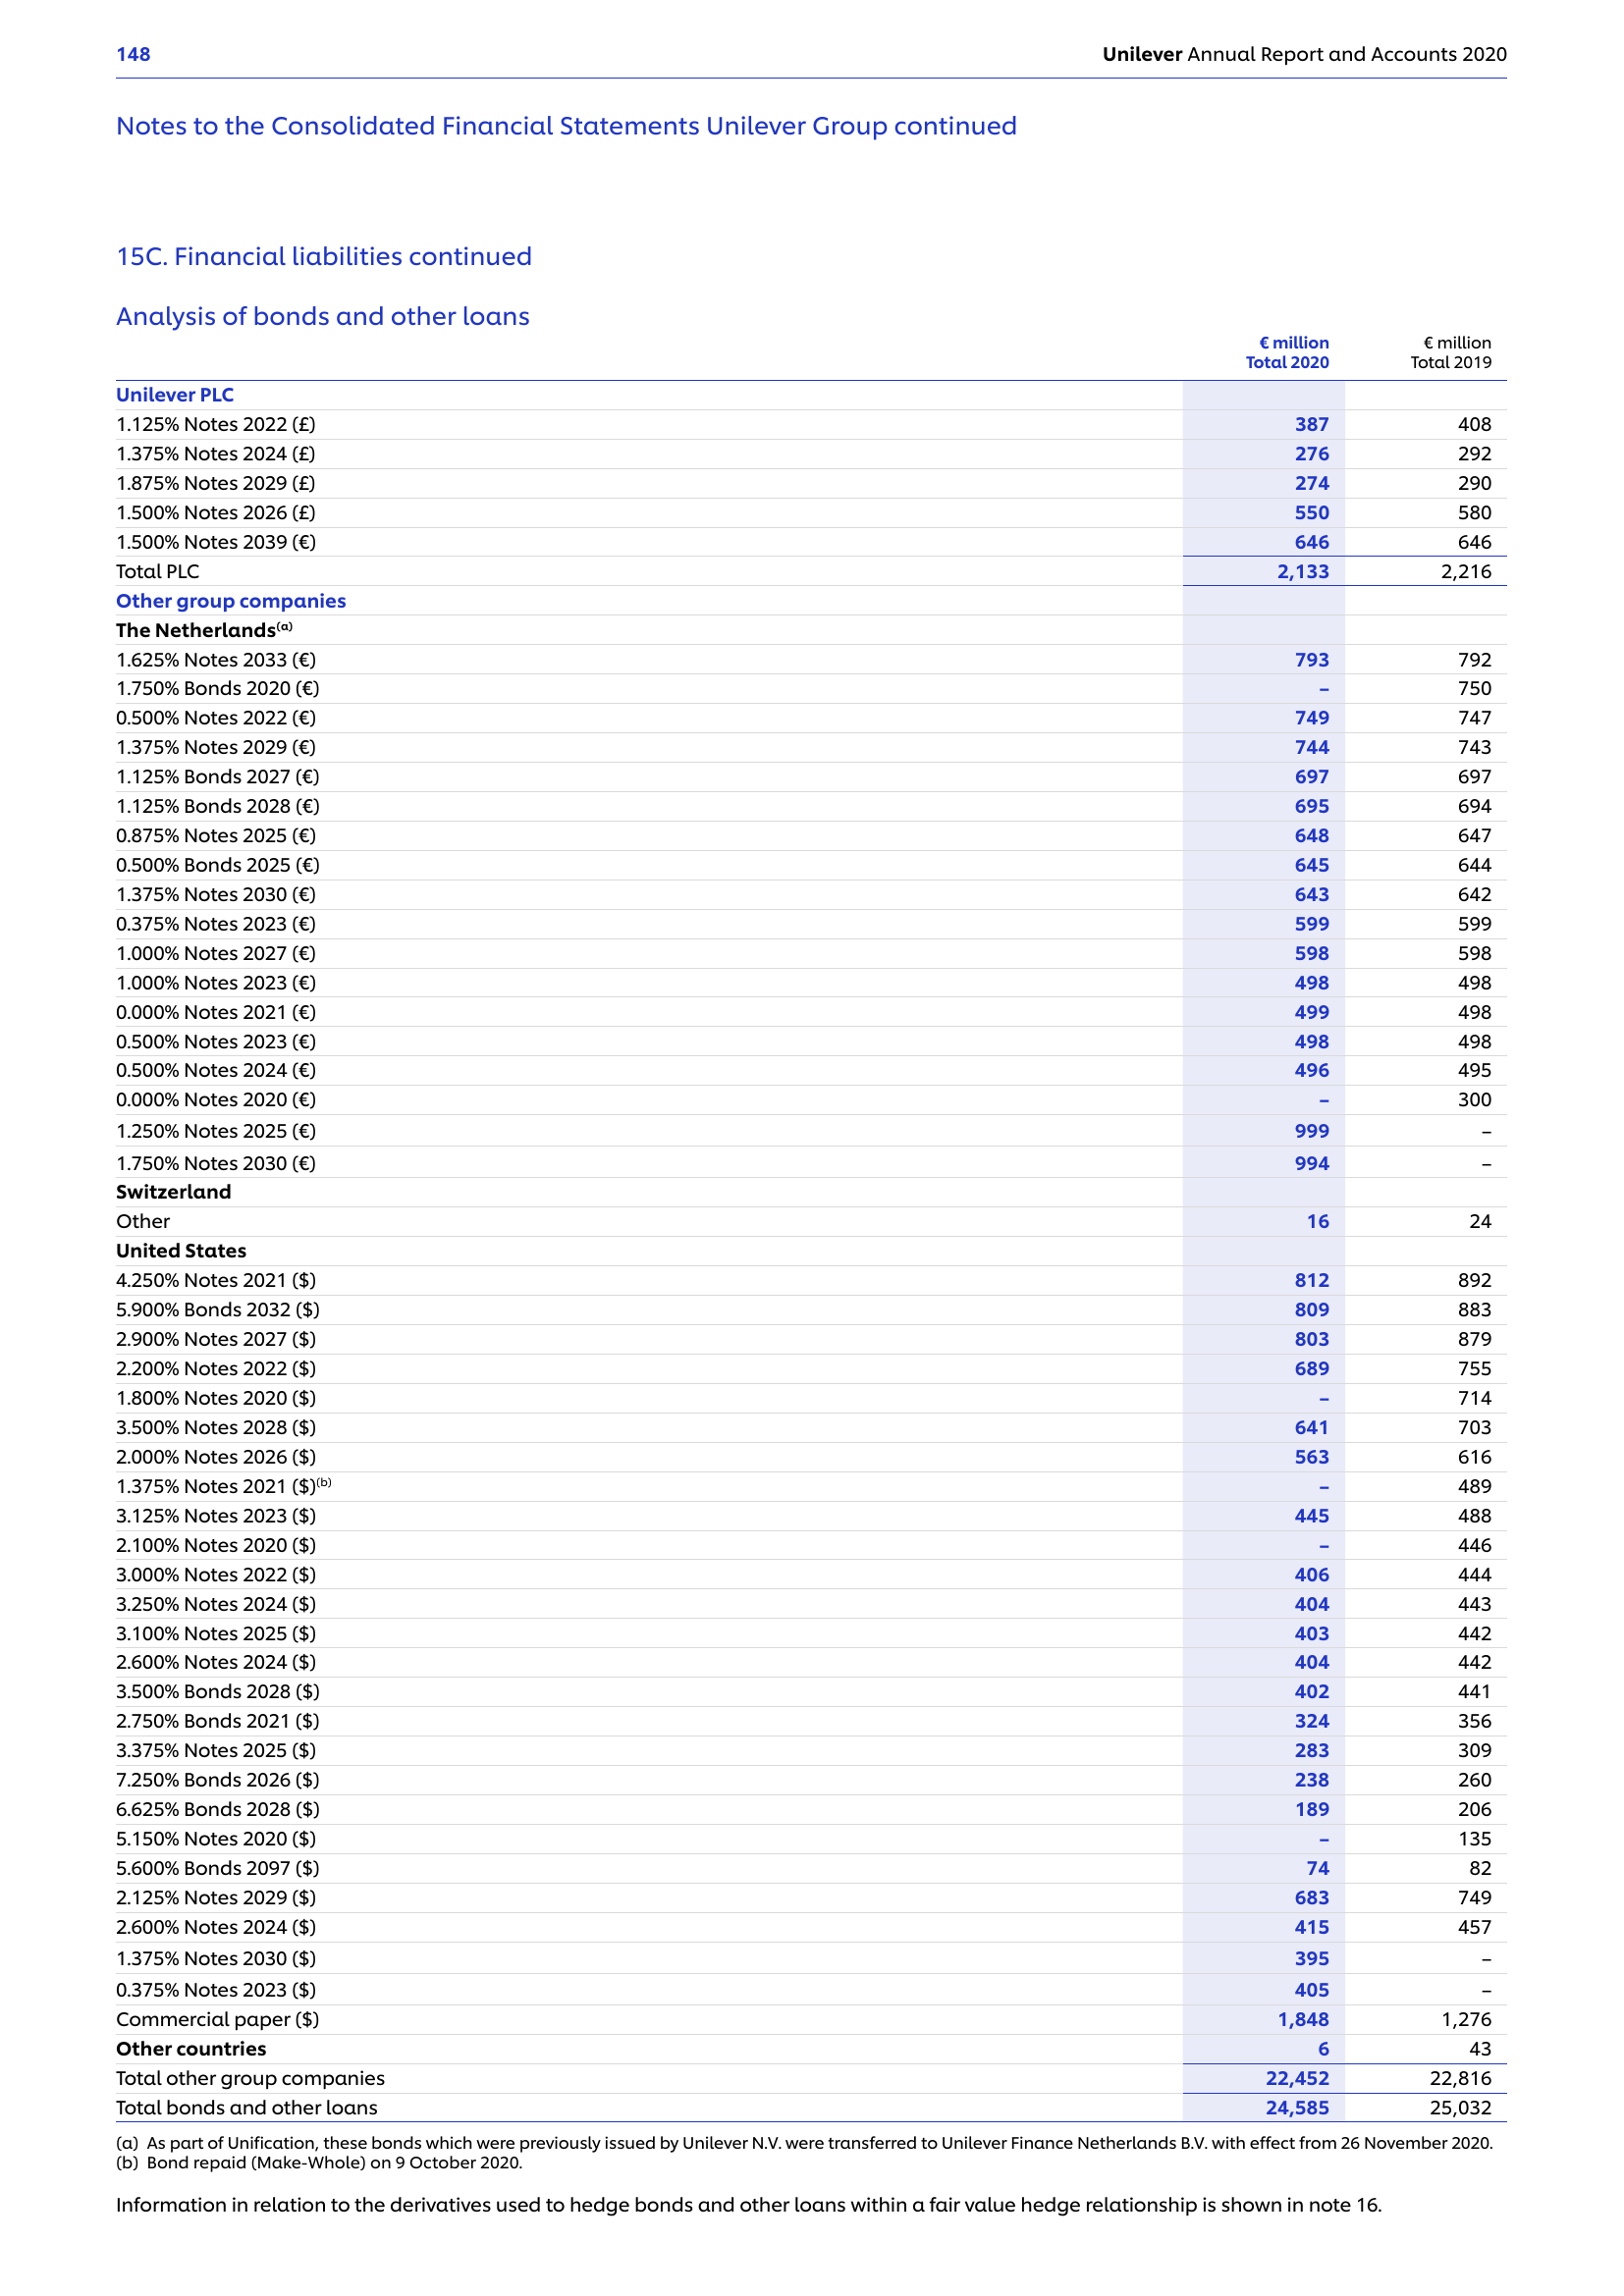 148 Unilever Annual Report and Accounts 2020
Notes to the Consolidated Financial Statements Unilever Group continued
15C. Financial liabilities continued
Analysis of bonds and other loans
€ million € million
Total 2020 Total 2019
Unilever PLC
1.125% Notes 2022 (£) 387 408
1.375% Notes 2024 (£) 276 292
1.875% Notes 2029 (£) 274 290
1.500% Notes 2026 (£) 550 580
1.500% Notes 2039 (€) 646 646
Total PLC 2,133 2,216
Other group companies
The Netherlands(a)
1.625% Notes 2033 (€) 793 792
1.750% Bonds 2020 (€) – 750
0.500% Notes 2022 (€) 749 747
1.375% Notes 2029 (€) 744 743
1.125% Bonds 2027 (€) 697 697
1.125% Bonds 2028 (€) 695 694
0.875% Notes 2025 (€) 648 647
0.500% Bonds 2025 (€) 645 644
1.375% Notes 2030 (€) 643 642
0.375% Notes 2023 (€) 599 599
1.000% Notes 2027 (€) 598 598
1.000% Notes 2023 (€) 498 498
0.000% Notes 2021 (€) 499 498
0.500% Notes 2023 (€) 498 498
0.500% Notes 2024 (€) 496 495
0.000% Notes 2020 (€) – 300
1.250% Notes 2025 (€) 999 –
1.750% Notes 2030 (€) 994 –
Switzerland
Other 16 24
United States
4.250% Notes 2021 ($) 812 892
5.900% Bonds 2032 ($) 809 883
2.900% Notes 2027 ($) 803 879
2.200% Notes 2022 ($) 689 755
1.800% Notes 2020 ($) – 714
3.500% Notes 2028 ($) 641 703
2.000% Notes 2026 ($) 563 616
1.375% Notes 2021 ($)(b) – 489
3.125% Notes 2023 ($) 445 488
2.100% Notes 2020 ($) – 446
3.000% Notes 2022 ($) 406 444
3.250% Notes 2024 ($) 404 443
3.100% Notes 2025 ($) 403 442
2.600% Notes 2024 ($) 404 442
3.500% Bonds 2028 ($) 402 441
2.750% Bonds 2021 ($) 324 356
3.375% Notes 2025 ($) 283 309
7.250% Bonds 2026 ($) 238 260
6.625% Bonds 2028 ($) 189 206
5.150% Notes 2020 ($) – 135
5.600% Bonds 2097 ($) 74 82
2.125% Notes 2029 ($) 683 749
2.600% Notes 2024 ($) 415 457
1.375% Notes 2030 ($) 395 –
0.375% Notes 2023 ($) 405 –
Commercial paper ($) 1,848 1,276
Other countries 6 43
Total other group companies 22,452 22,816
Total bonds and other loans 24,585 25,032
(a) As part of Unification, these bonds which were previously issued by Unilever N.V. were transferred to Unilever Finance Netherlands B.V. with effect from 26 November 2020.
(b) Bond repaid (Make-Whole) on 9 October 2020.
Information in relation to the derivatives used to hedge bonds and other loans within a fair value hedge relationship is shown in note 16.